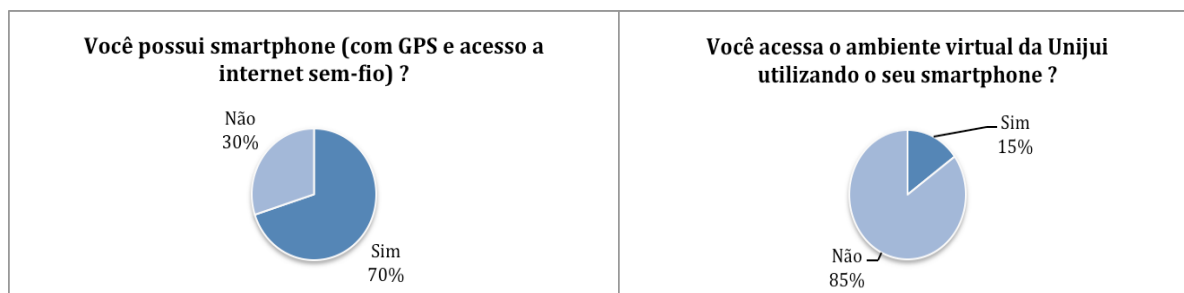 Você possui smartphone (com GPS e acesso a
internet sem-fio) ?
Não
30%
Sim
70%
Você acessa o ambiente virtual da Unijui
utilizando o seu smartphone ?
Sim
15%
Não
85%